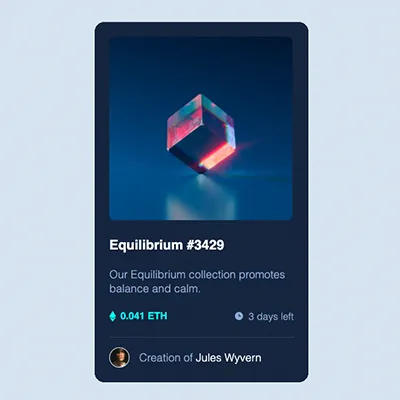 Equilibrium #3429
Our Equilibrium collection promotes
balance and calm.
0.041 ETH
3 days left
Creation of Jules Wyvern